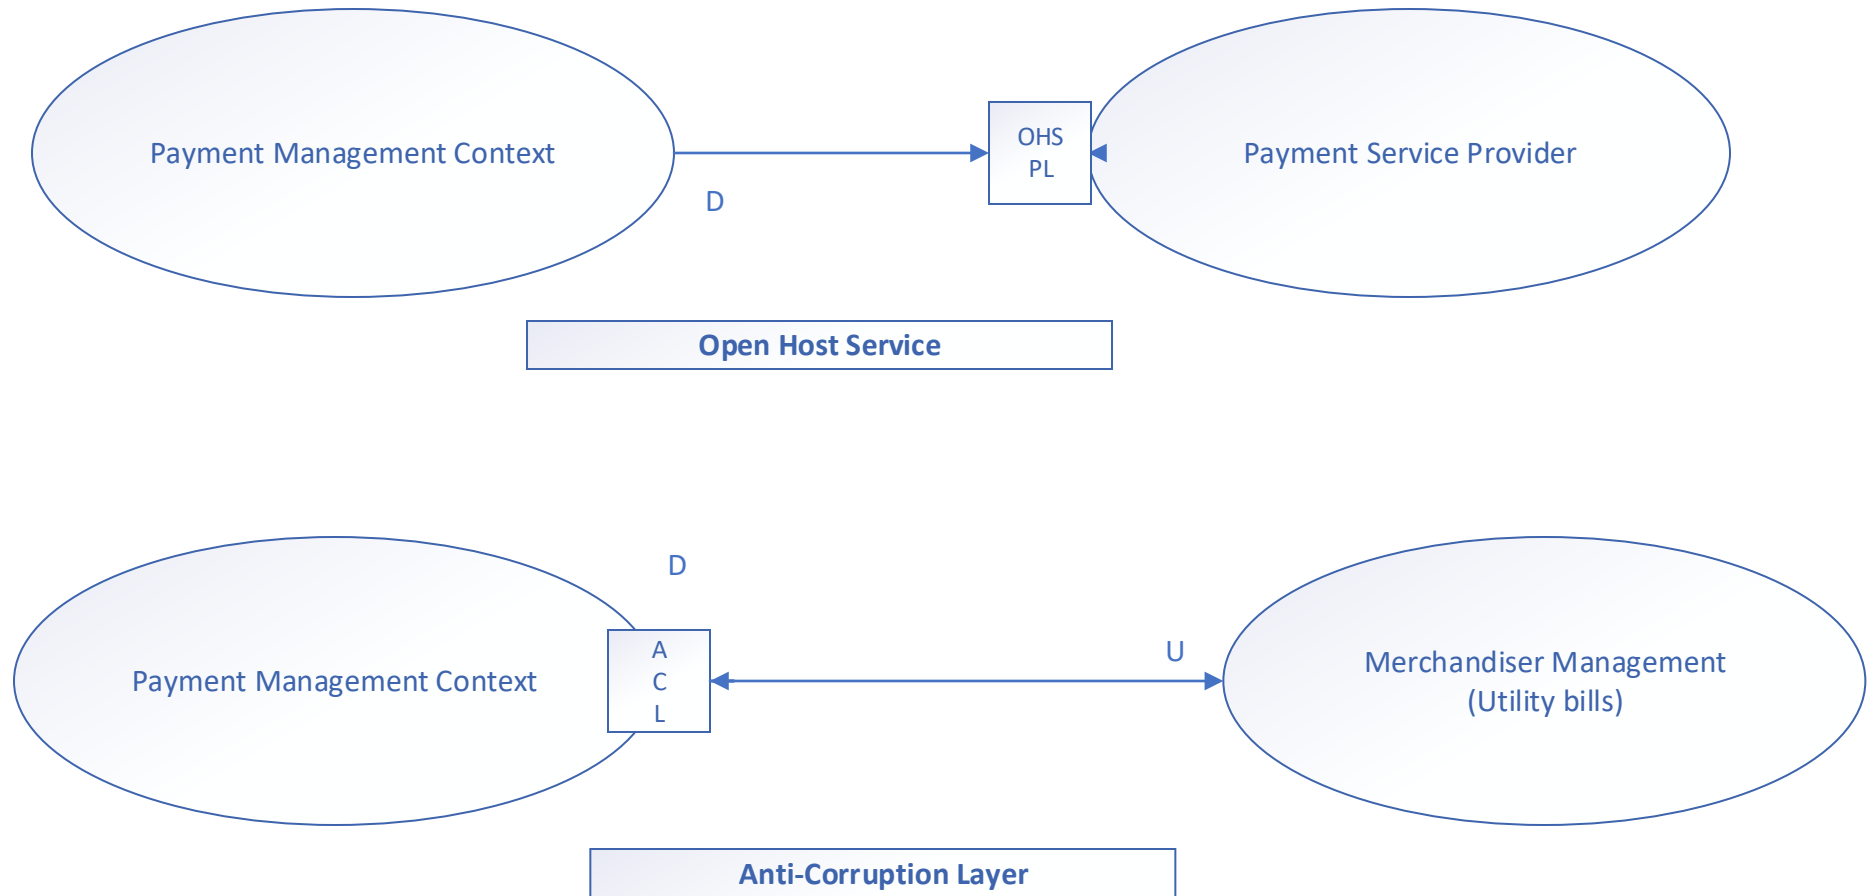 Payment Management Context
OHS
PL
Payment Service Provider
D
Open Host Service
D
Payment Management Context
A
C
L
U
Merchandiser Management
(Utility bills)
Anti-Corruption Layer